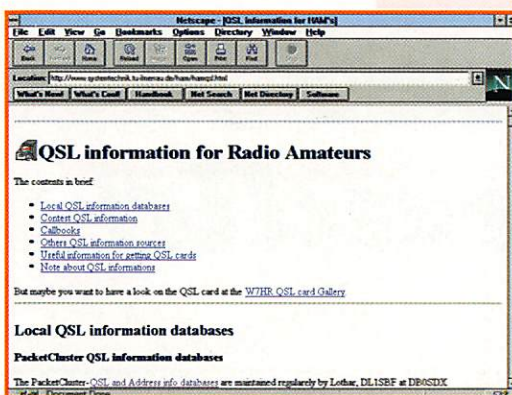 Netscape - [QSL information for HAM's]
File Edit View Go Bookmarks Options Directory Window Help
Back Forward Home Reload Images Open Print Find Stop
Location: http://www.systemtechnik.tu-ilmenau.de/ham/hamqsl.html
N
What's New! What's Cool! Handbook Net Search Net Directory Software
QSL information for Radio Amateurs
The contents in brief
Local QSL information databases
Contest QSL information
Callbooks
Others QSL information sources
Useful information for getting QSL cards
Note about QSL informations
But maybe you want to have a look on the QSL card at the W7HR QSL card Gallery
Local QSL information databases
PacketCluster QSL information databases
The PacketCluster- QSL and Address info databases are maintained regularely by Lothar, DL1SBF at DB0SDX
Document Done